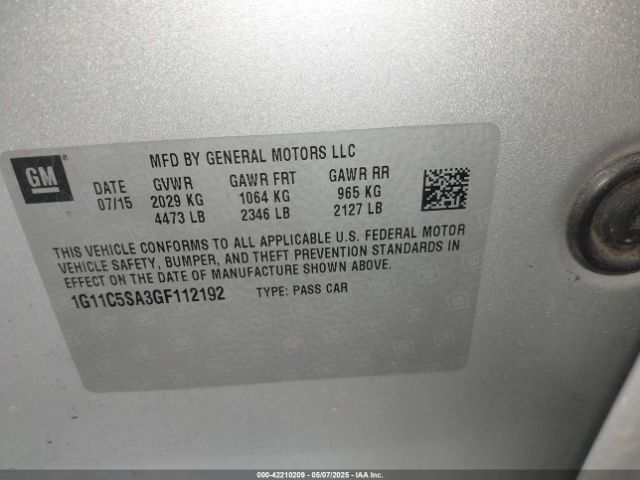 GM
MFD BY GENERAL MOTORS LLC
DATE GVWR GAWR FRT GAWR RR
07/15 2029 KG 1064 KG 965 KG
4473 LB 2346 LB 2127 LB
THIS VEHICLE CONFORMS TO ALL APPLICABLE U.S. FEDERAL MOTOR
VEHICLE SAFETY, BUMPER, AND THEFT PREVENTION STANDARDS IN
EFFECT ON THE DATE OF MANUFACTURE SHOWN ABOVE.
1G11C5SA3GF112192 TYPE: PASS CAR
000-42210209 - 05/07/2025 - IAA Inc.